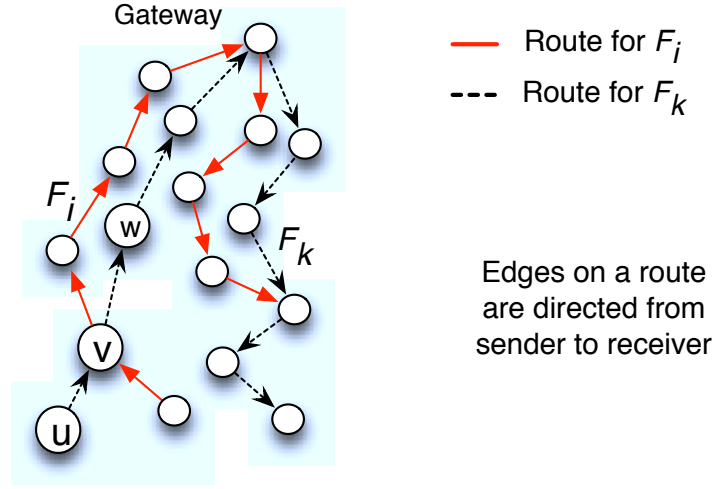 Gateway
Route for F_i
Route for F_k
F_i
w
F_k
Edges on a route
are directed from
sender to receiver
v
u